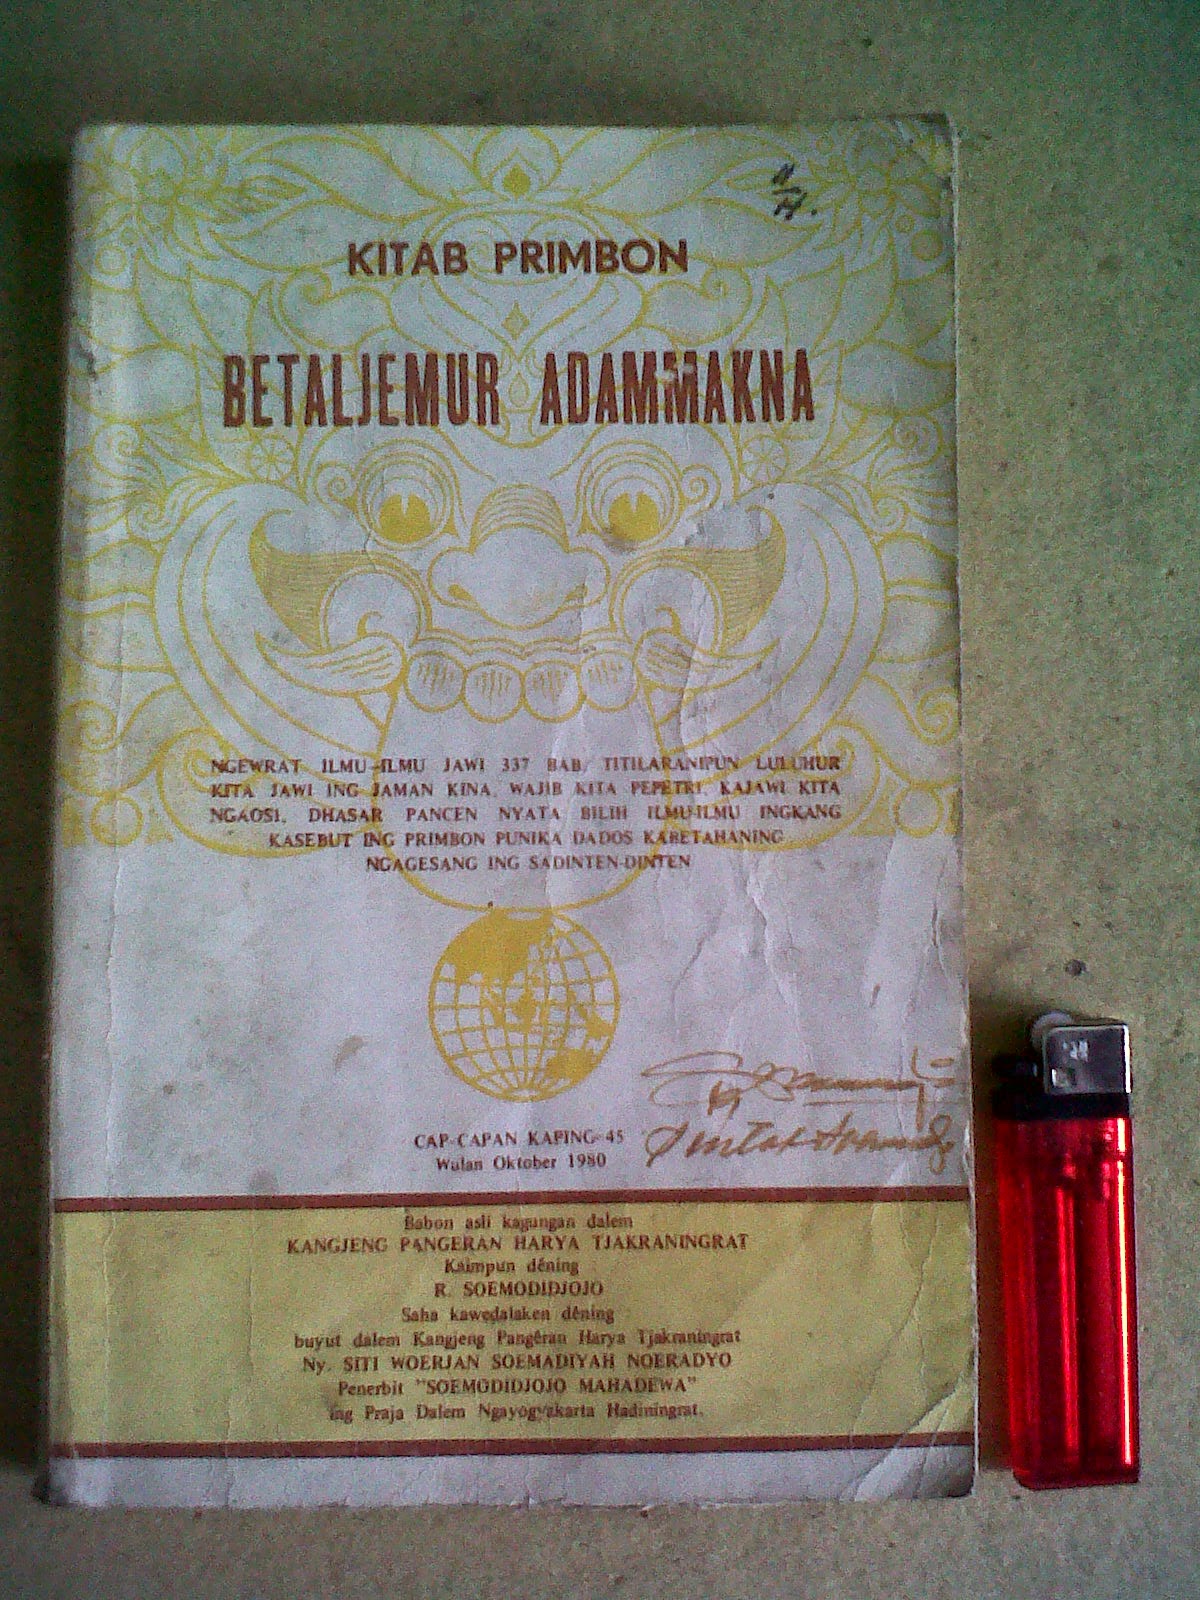 KITAB PRIMBON
BETALJEMUR ADAMMAKNA
NGEWRAT ILMU-ILMU JAWI 337 BAB, TITILARANIPUN LULUHUR
KITA JAWI ING JAMAN KINA, WAJIB KITA PEPETRI, KAJAWI KITA
NGAOSI, DHASAR PANCEN NYATA BILIH ILMU-ILMU INGKANG
KASEBUT ING PRIMBON PUNIKA DADOS KABETAHANING
NGAGESANG ING SADINTEN-DINTEN
CAP-CAPAN KAPING-45
Wulan Oktober 1980
Babon asli kagungan dalem
KANGJENG PANGERAN HARYA TJAKRANINGRAT
Kaimpun déning
R. SOEMODIDJOJO
Saha kawedalaken déning
buyut dalem Kangjeng Pangéran Harya Tjakraningrat
Ny. SITI WOERJAN SOEMADIYAH NOERADYO
Penerbit "SOEMODIDJOJO MAHADEWA"
ing Praja Dalem Ngayogyakarta Hadiningrat.